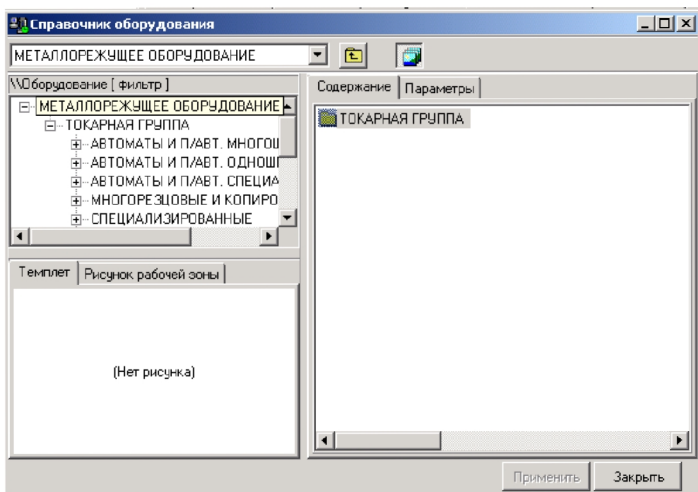 Справочник оборудования
МЕТАЛЛОРЕЖУЩЕЕ ОБОРУДОВАНИЕ
\\Оборудование [ фильтр ]
МЕТАЛЛОРЕЖУЩЕЕ ОБОРУДОВАНИЕ
ТОКАРНАЯ ГРУППА
АВТОМАТЫ И П/АВТ. МНОГОШ
АВТОМАТЫ И П/АВТ. ОДНОШП
АВТОМАТЫ И П/АВТ. СПЕЦИА
МНОГОРЕЗЦОВЫЕ И КОПИРО
СПЕЦИАЛИЗИРОВАННЫЕ
Темплет Рисунок рабочей зоны
(Нет рисунка)
Содержание Параметры
ТОКАРНАЯ ГРУППА
Применить Закрыть